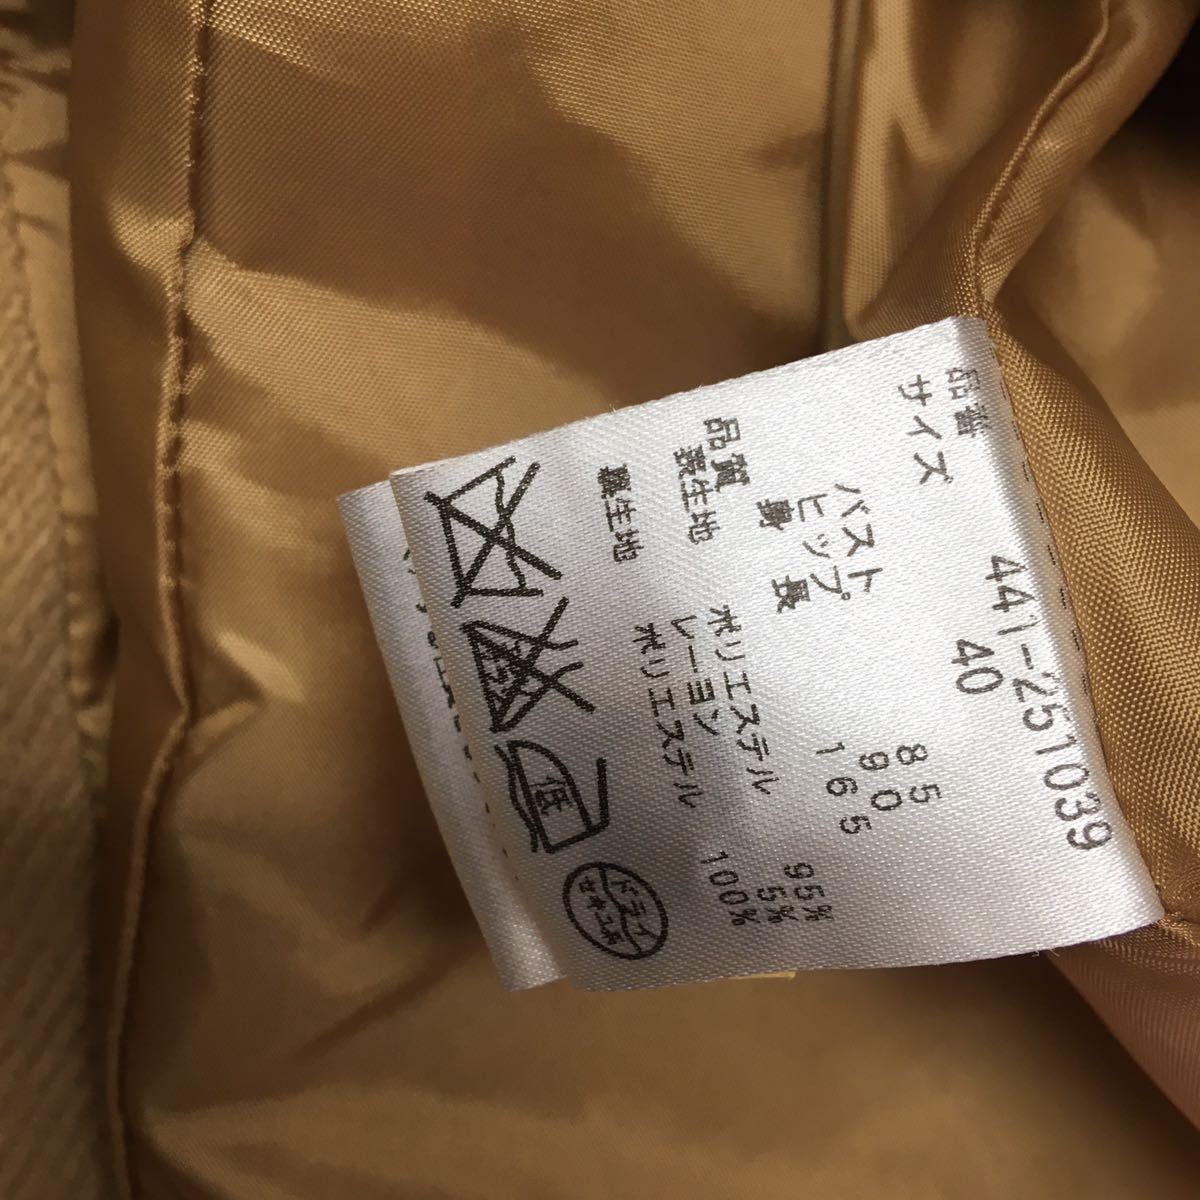 品番 441-251039
サイズ 40
バスト 85
ヒップ 90
身長 165
品質
表生地 ポリエステル 95%
レーヨン 5%
裏生地 ポリエステル 100%
低
ドライ
セキユ系